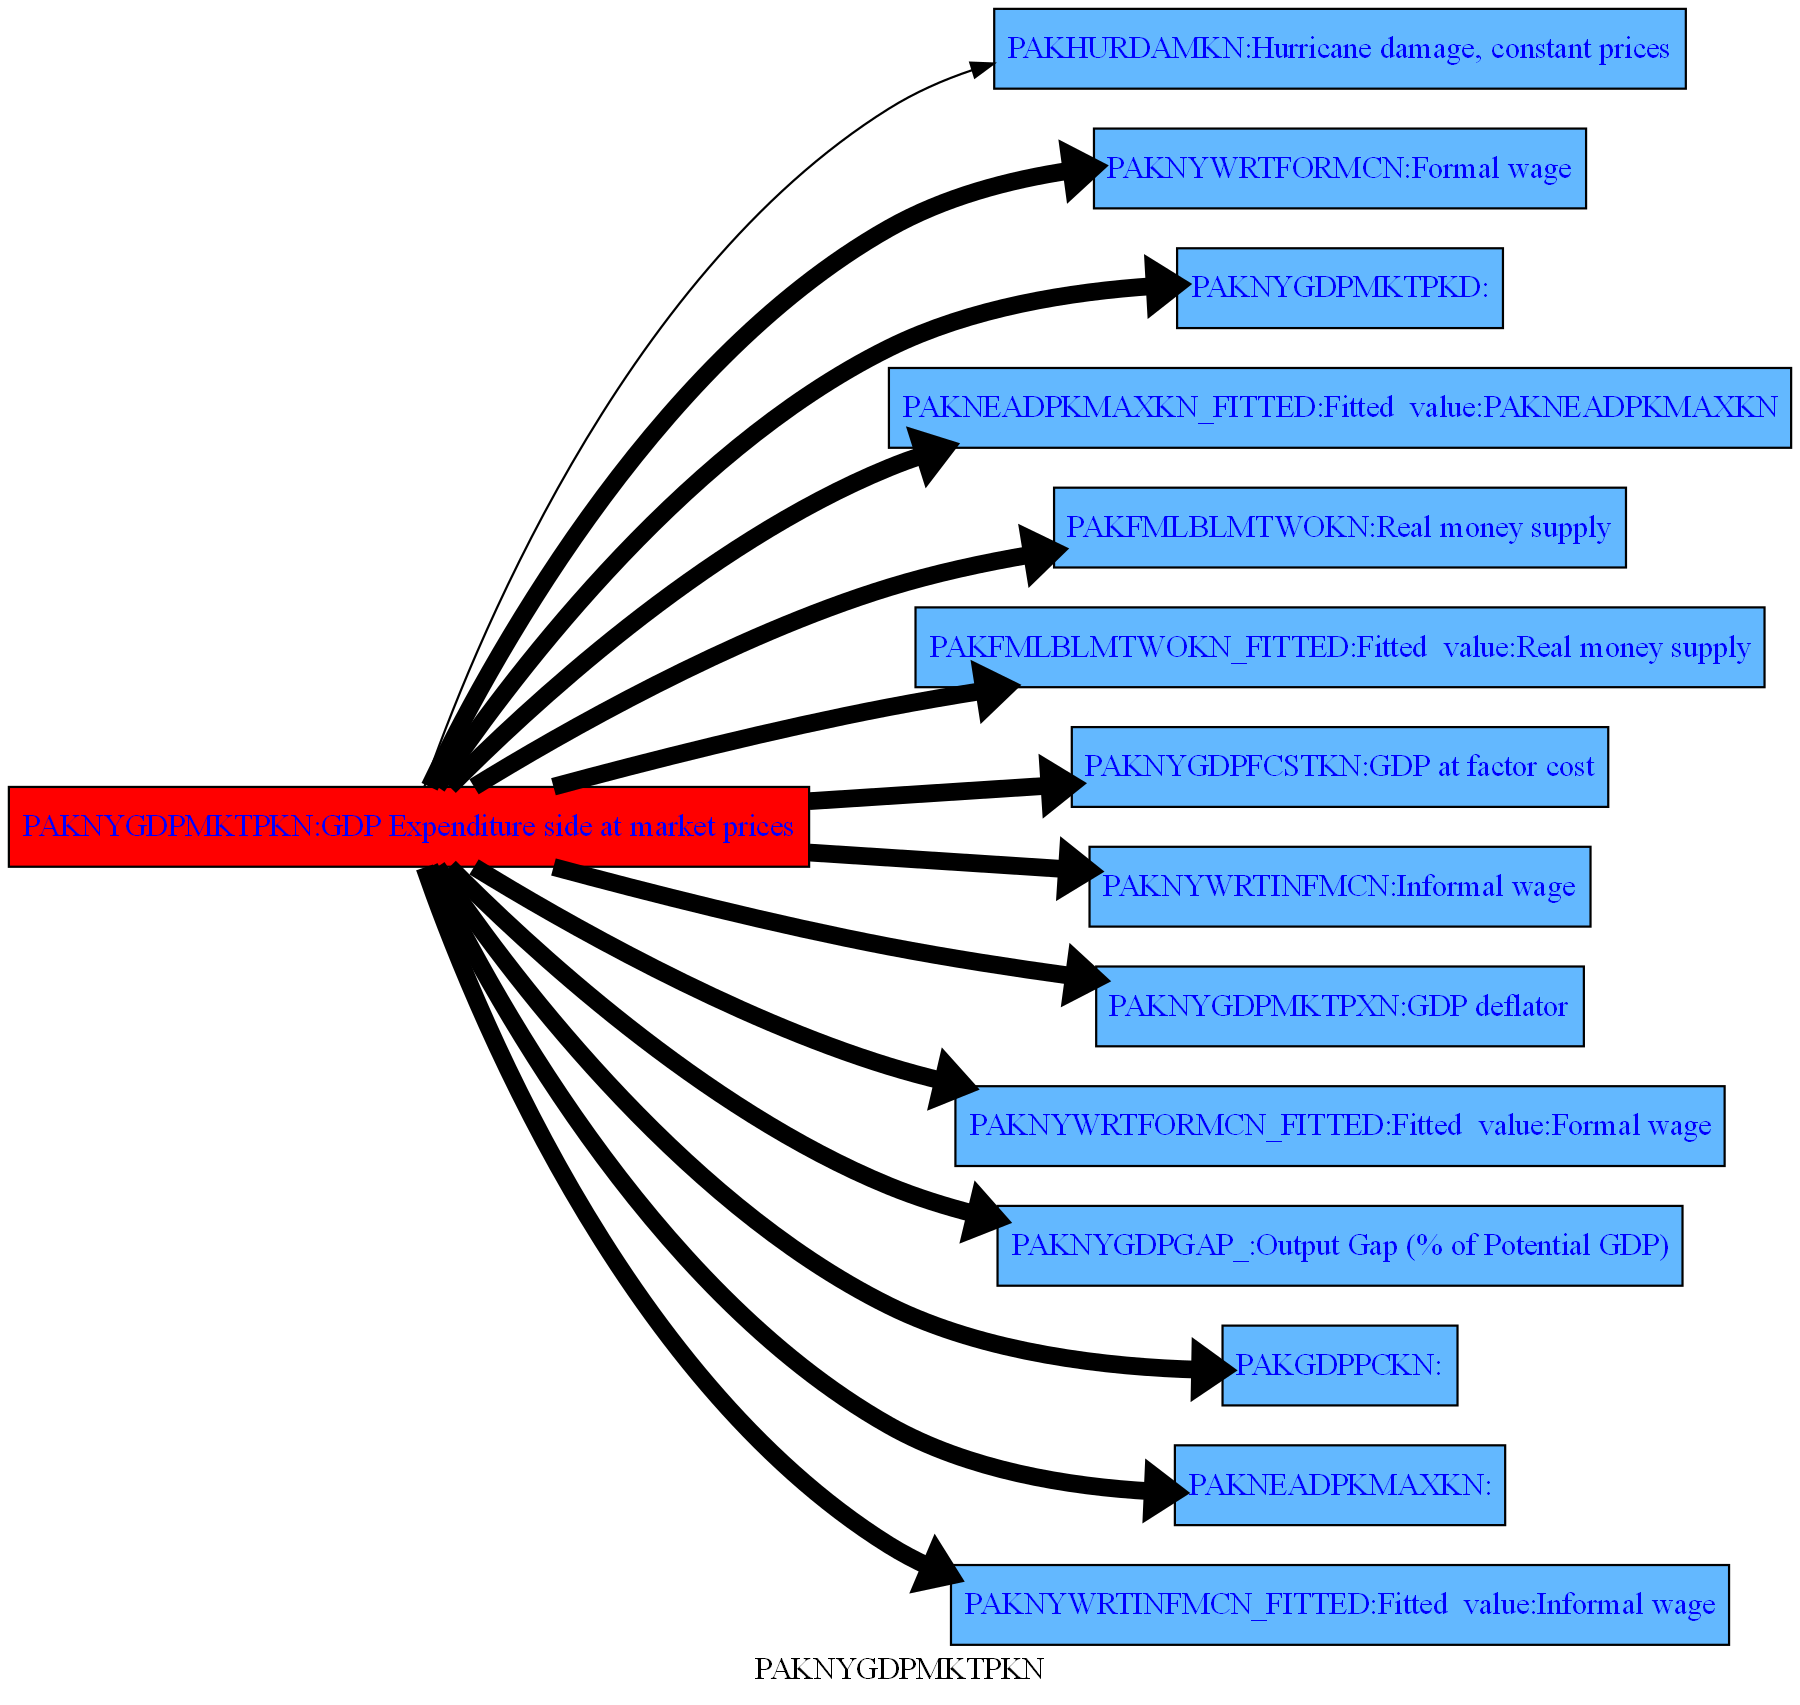 PAKHURDAMKN:Hurricane damage, constant prices
PAKNYWRTFORMCN:Formal wage
PAKNYGDPMKTPKD:
PAKNEADPKMAXKN_FITTED:Fitted  value:PAKNEADPKMAXKN
PAKFMLBLMTWOKN:Real money supply
PAKFMLBLMTWOKN_FITTED:Fitted  value:Real money supply
PAKNYGDPFCSTKN:GDP at factor cost
PAKNYGDPMKTPKN:GDP Expenditure side at market prices
PAKNYWRTINFMCN:Informal wage
PAKNYGDPMKTPXN:GDP deflator
PAKNYWRTFORMCN_FITTED:Fitted  value:Formal wage
PAKNYGDPGAP_:Output Gap (% of Potential GDP)
PAKGDPPCKN:
PAKNEADPKMAXKN:
PAKNYWRTINFMCN_FITTED:Fitted  value:Informal wage
PAKNYGDPMKTPKN